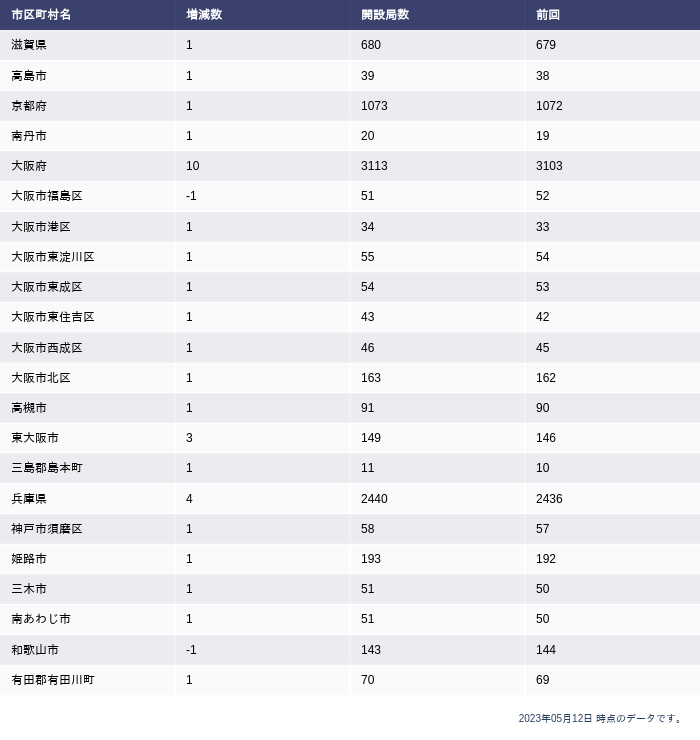 市区町村名 増減数 開設局数 前回
滋賀県 1 680 679
高島市 1 39 38
京都府 1 1073 1072
南丹市 1 20 19
大阪府 10 3113 3103
大阪市福島区 -1 51 52
大阪市港区 1 34 33
大阪市東淀川区 1 55 54
大阪市東成区 1 54 53
大阪市東住吉区 1 43 42
大阪市西成区 1 46 45
大阪市北区 1 163 162
高槻市 1 91 90
東大阪市 3 149 146
三島郡島本町 1 11 10
兵庫県 4 2440 2436
神戸市須磨区 1 58 57
姫路市 1 193 192
三木市 1 51 50
南あわじ市 1 51 50
和歌山市 -1 143 144
有田郡有田川町 1 70 69
2023年05月12日 時点のデータです。